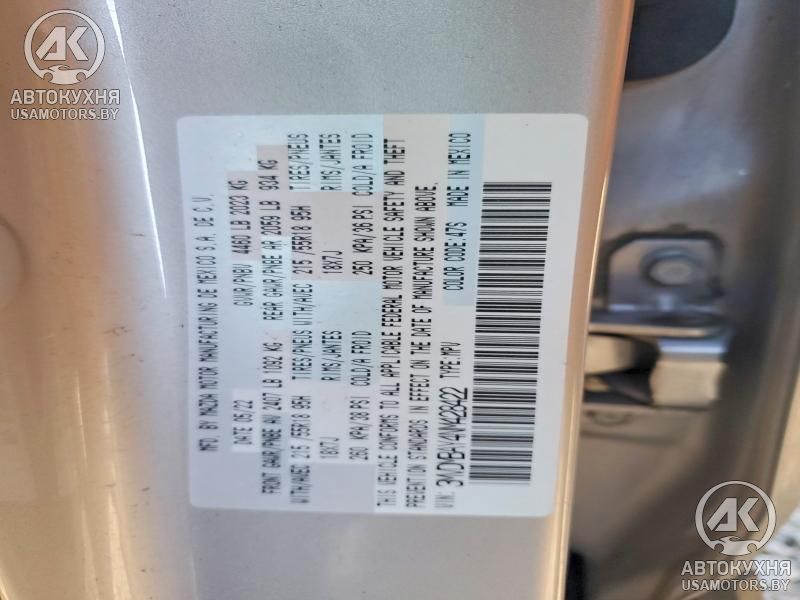 AK
АВТОКУХНЯ
USAMOTORS.BY
MFD. BY MAZDA MOTOR MANUFACTURING DE MEXICO S.A. DE C.V.
DATE 05/22 GVWR/PNBV 4460 LB 2023 KG
FRONT GAWR/PNBE AV 2407 LB 1092 KG REAR GAWR/PNBE AR 2059 LB 934 KG
WITH/AVEC 215/55R18 95H TIRES/PNEUS WITH/AVEC 215/55R18 95H TIRES/PNEUS
18X7J RIMS/JANTES 18X7J RIMS/JANTES
260 KPA/38 PSI COLD/A FROID 250 KPA/36 PSI COLD/A FROID
THIS VEHICLE CONFORMS TO ALL APPLICABLE FEDERAL MOTOR VEHICLE SAFETY AND THEFT
PREVENTION STANDARDS IN EFFECT ON THE DATE OF MANUFACTURE SHOWN ABOVE.
VIN: TYPE: MPV COLOR CODE: 47S MADE IN MEXICO
AK
АВТОКУХНЯ
USAMOTORS.BY